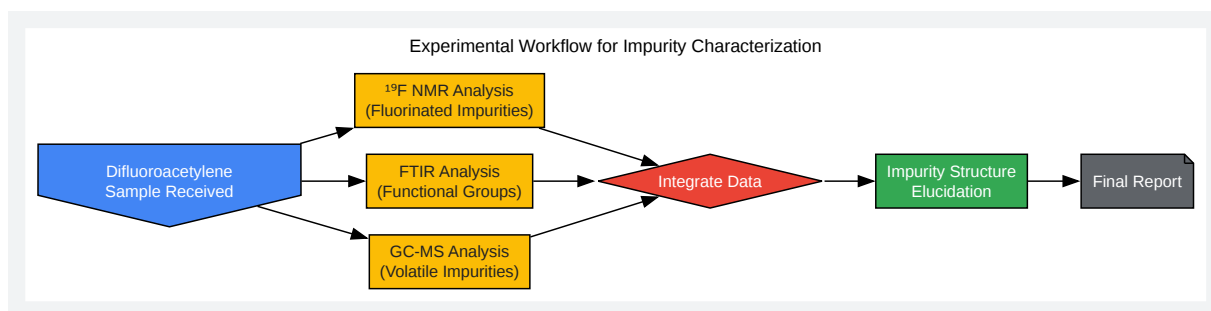 Experimental Workflow for Impurity Characterization
Difluoroacetylene
Sample Received
¹⁹F NMR Analysis
(Fluorinated Impurities)
FTIR Analysis
(Functional Groups)
GC-MS Analysis
(Volatile Impurities)
Integrate Data
Impurity Structure
Elucidation
Final Report